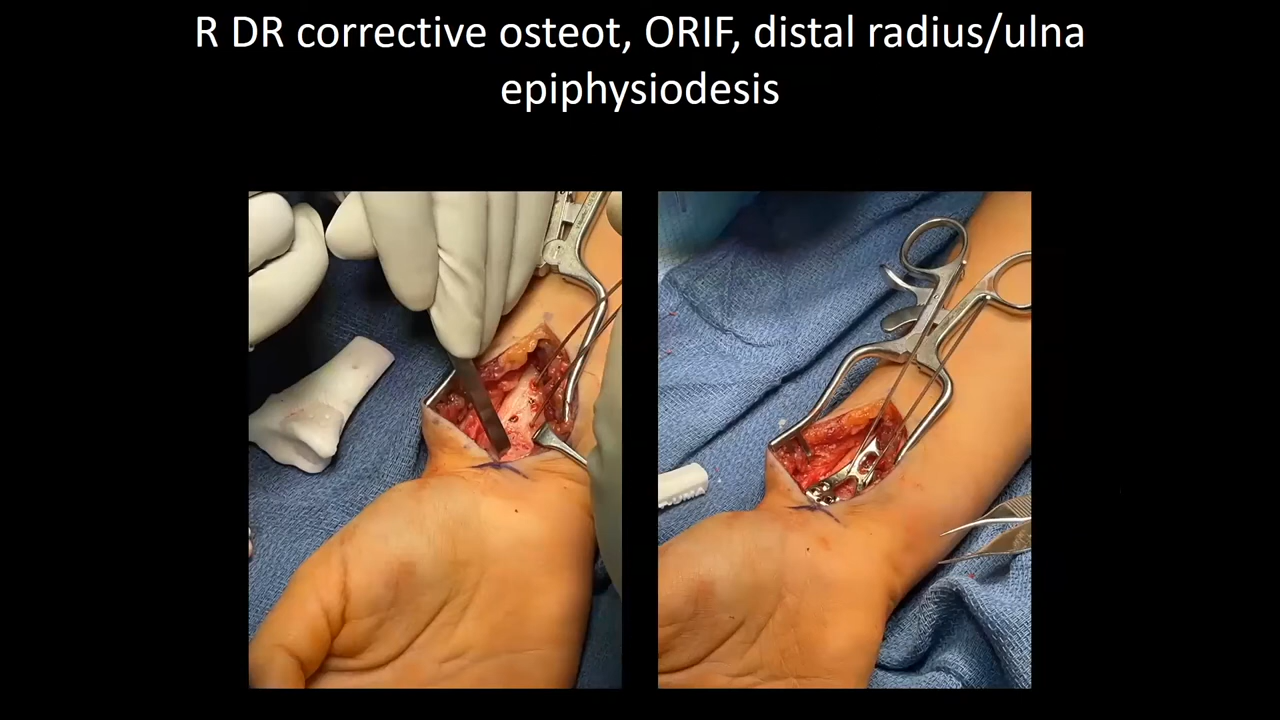 R DR corrective osteot, ORIF, distal radius/ulna
epiphysiodesis